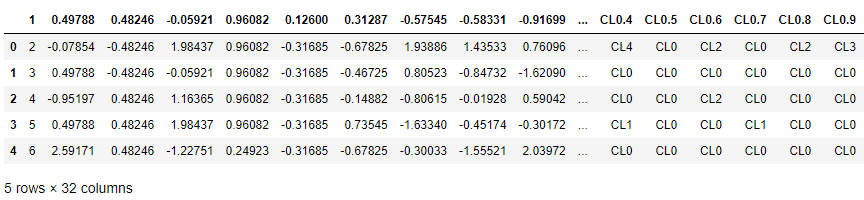 1 0.49788 0.48246 -0.05921 0.96082 0.12600 0.31287 -0.57545 -0.58331 -0.91699 ... CL0.4 CL0.5 CL0.6 CL0.7 CL0.8 CL0.9
0 2 -0.07854 -0.48246 1.98437 0.96082 -0.31685 -0.67825 1.93886 1.43533 0.76096 ... CL4 CL0 CL2 CL0 CL2 CL3
1 3 0.49788 -0.48246 -0.05921 0.96082 -0.31685 -0.46725 0.80523 -0.84732 -1.62090 ... CL0 CL0 CL0 CL0 CL0 CL0
2 4 -0.95197 0.48246 1.16365 0.96082 -0.31685 -0.14882 -0.80615 -0.01928 0.59042 ... CL0 CL0 CL2 CL0 CL0 CL0
3 5 0.49788 0.48246 1.98437 0.96082 -0.31685 0.73545 -1.63340 -0.45174 -0.30172 ... CL1 CL0 CL0 CL1 CL0 CL0
4 6 2.59171 0.48246 -1.22751 0.24923 -0.31685 -0.67825 -0.30033 -1.55521 2.03972 ... CL0 CL0 CL0 CL0 CL0 CL0
5 rows × 32 columns